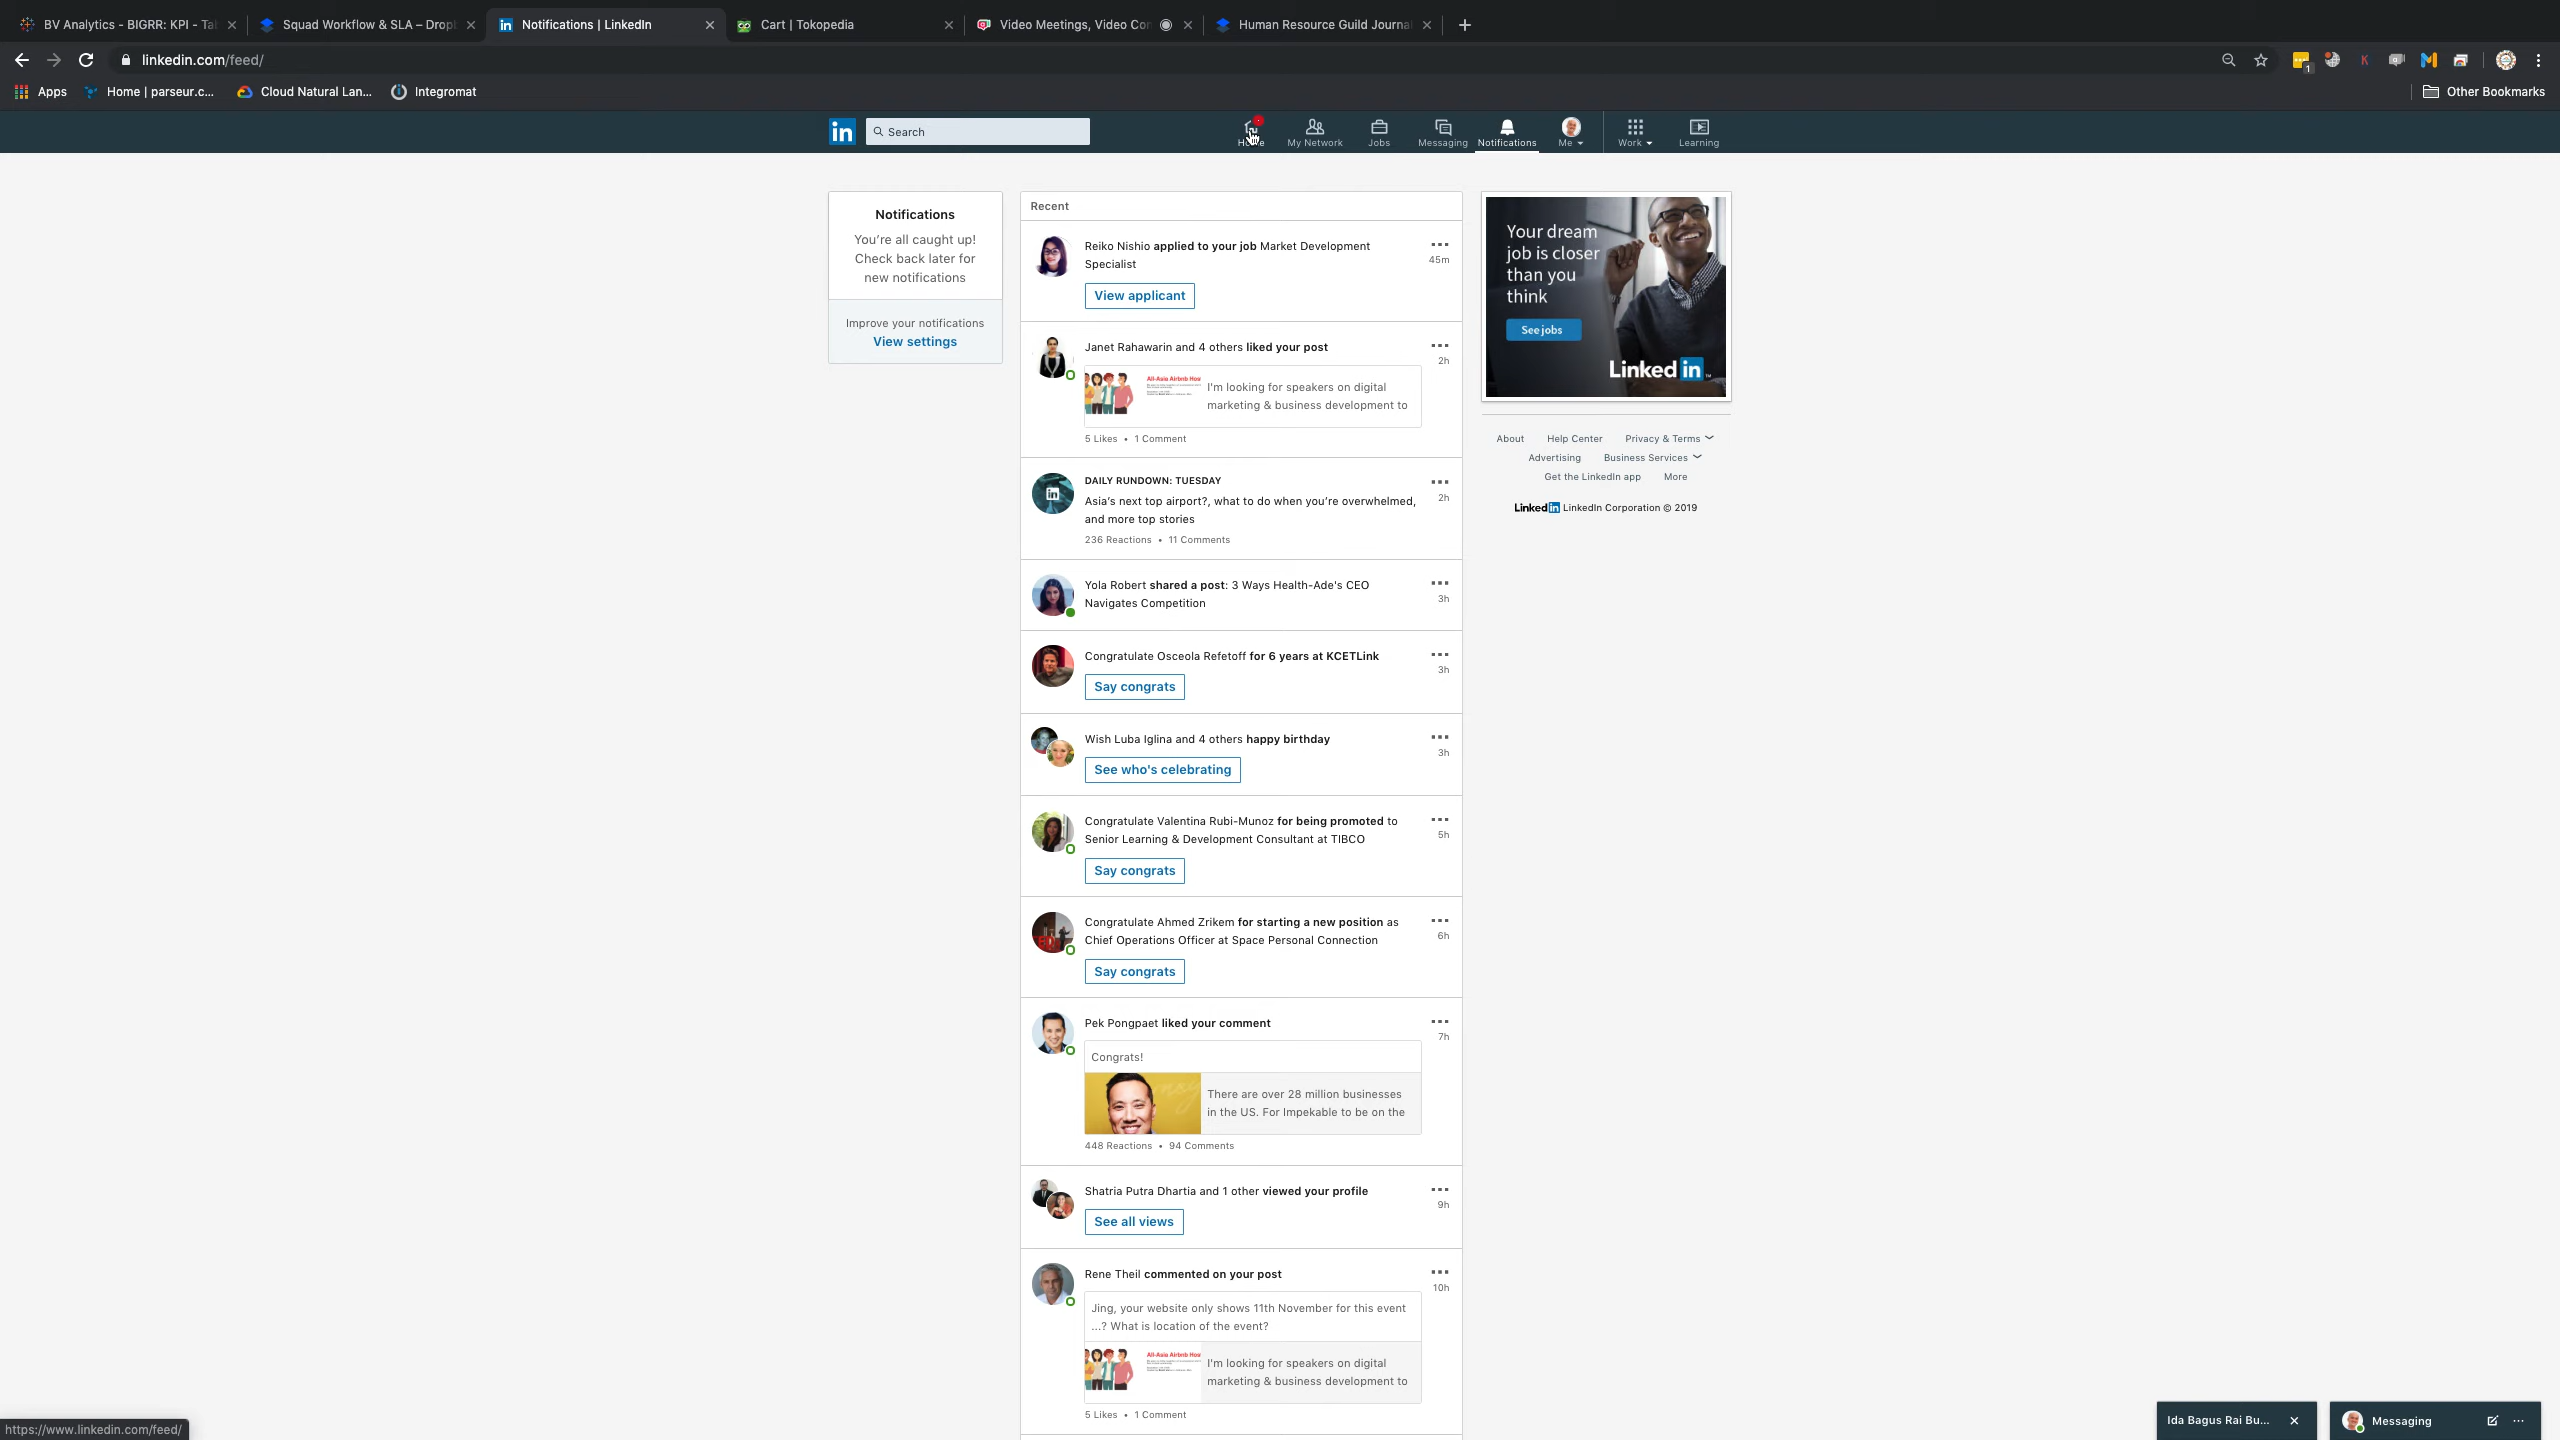 BV Analytics - BIGRR: KPI - Ta
Squad Workflow & SLA – Drop
Notifications | LinkedIn
Cart | Tokopedia
Video Meetings, Video Con
Human Resource Guild Journa
linkedin.com/feed/
1
Apps
Home | parseur.c...
Cloud Natural Lan...
Integromat
Other Bookmarks
in
Search
Home
My Network
Jobs
Messaging
Notifications
Me
Work
Learning
Notifications
You're all caught up!
Check back later for
new notifications
Improve your notifications
View settings
Recent
Reiko Nishio applied to your job Market Development
Specialist
45m
View applicant
Janet Rahawarin and 4 others liked your post
2h
All-Asia Airbnb Hos
I'm looking for speakers on digital
marketing & business development to
5 Likes • 1 Comment
DAILY RUNDOWN: TUESDAY
Asia's next top airport?, what to do when you're overwhelmed,
and more top stories
2h
236 Reactions • 11 Comments
Yola Robert shared a post: 3 Ways Health-Ade's CEO
Navigates Competition
3h
Congratulate Osceola Refetoff for 6 years at KCETLink
3h
Say congrats
Wish Luba Iglina and 4 others happy birthday
3h
See who's celebrating
Congratulate Valentina Rubi-Munoz for being promoted to
Senior Learning & Development Consultant at TIBCO
5h
Say congrats
Congratulate Ahmed Zrikem for starting a new position as
Chief Operations Officer at Space Personal Connection
6h
Say congrats
Pek Pongpaet liked your comment
7h
Congrats!
There are over 28 million businesses
in the US. For Impekable to be on the
448 Reactions • 94 Comments
Shatria Putra Dhartia and 1 other viewed your profile
9h
See all views
Rene Theil commented on your post
10h
Jing, your website only shows 11th November for this event
...? What is location of the event?
All-Asia Airbnb Hos
I'm looking for speakers on digital
marketing & business development to
5 Likes • 1 Comment
Your dream
job is closer
than you
think
See jobs
Linked in
About
Help Center
Privacy & Terms
Advertising
Business Services
Get the LinkedIn app
More
Linked in LinkedIn Corporation © 2019
https://www.linkedin.com/feed/
Ida Bagus Rai Bu...
Messaging